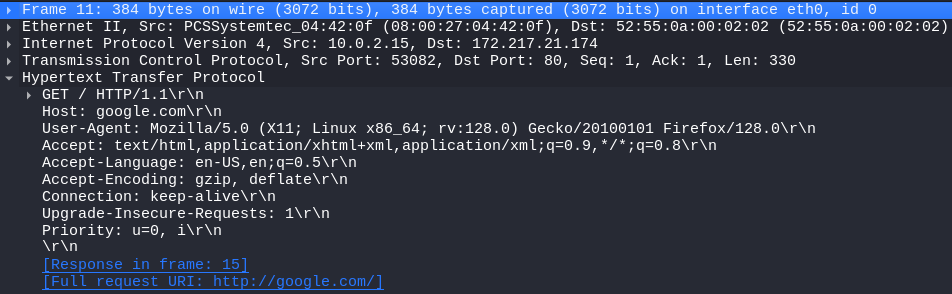 Frame 11: 384 bytes on wire (3072 bits), 384 bytes captured (3072 bits) on interface eth0, id 0
Ethernet II, Src: PCSSystemtec_04:42:0f (08:00:27:04:42:0f), Dst: 52:55:0a:00:02:02 (52:55:0a:00:02:02)
Internet Protocol Version 4, Src: 10.0.2.15, Dst: 172.217.21.174
Transmission Control Protocol, Src Port: 53082, Dst Port: 80, Seq: 1, Ack: 1, Len: 330
Hypertext Transfer Protocol
GET / HTTP/1.1\r\n
Host: google.com\r\n
User-Agent: Mozilla/5.0 (X11; Linux x86_64; rv:128.0) Gecko/20100101 Firefox/128.0\r\n
Accept: text/html,application/xhtml+xml,application/xml;q=0.9,*/*;q=0.8\r\n
Accept-Language: en-US,en;q=0.5\r\n
Accept-Encoding: gzip, deflate\r\n
Connection: keep-alive\r\n
Upgrade-Insecure-Requests: 1\r\n
Priority: u=0, i\r\n
\r\n
[Response in frame: 15]
[Full request URI: http://google.com/]